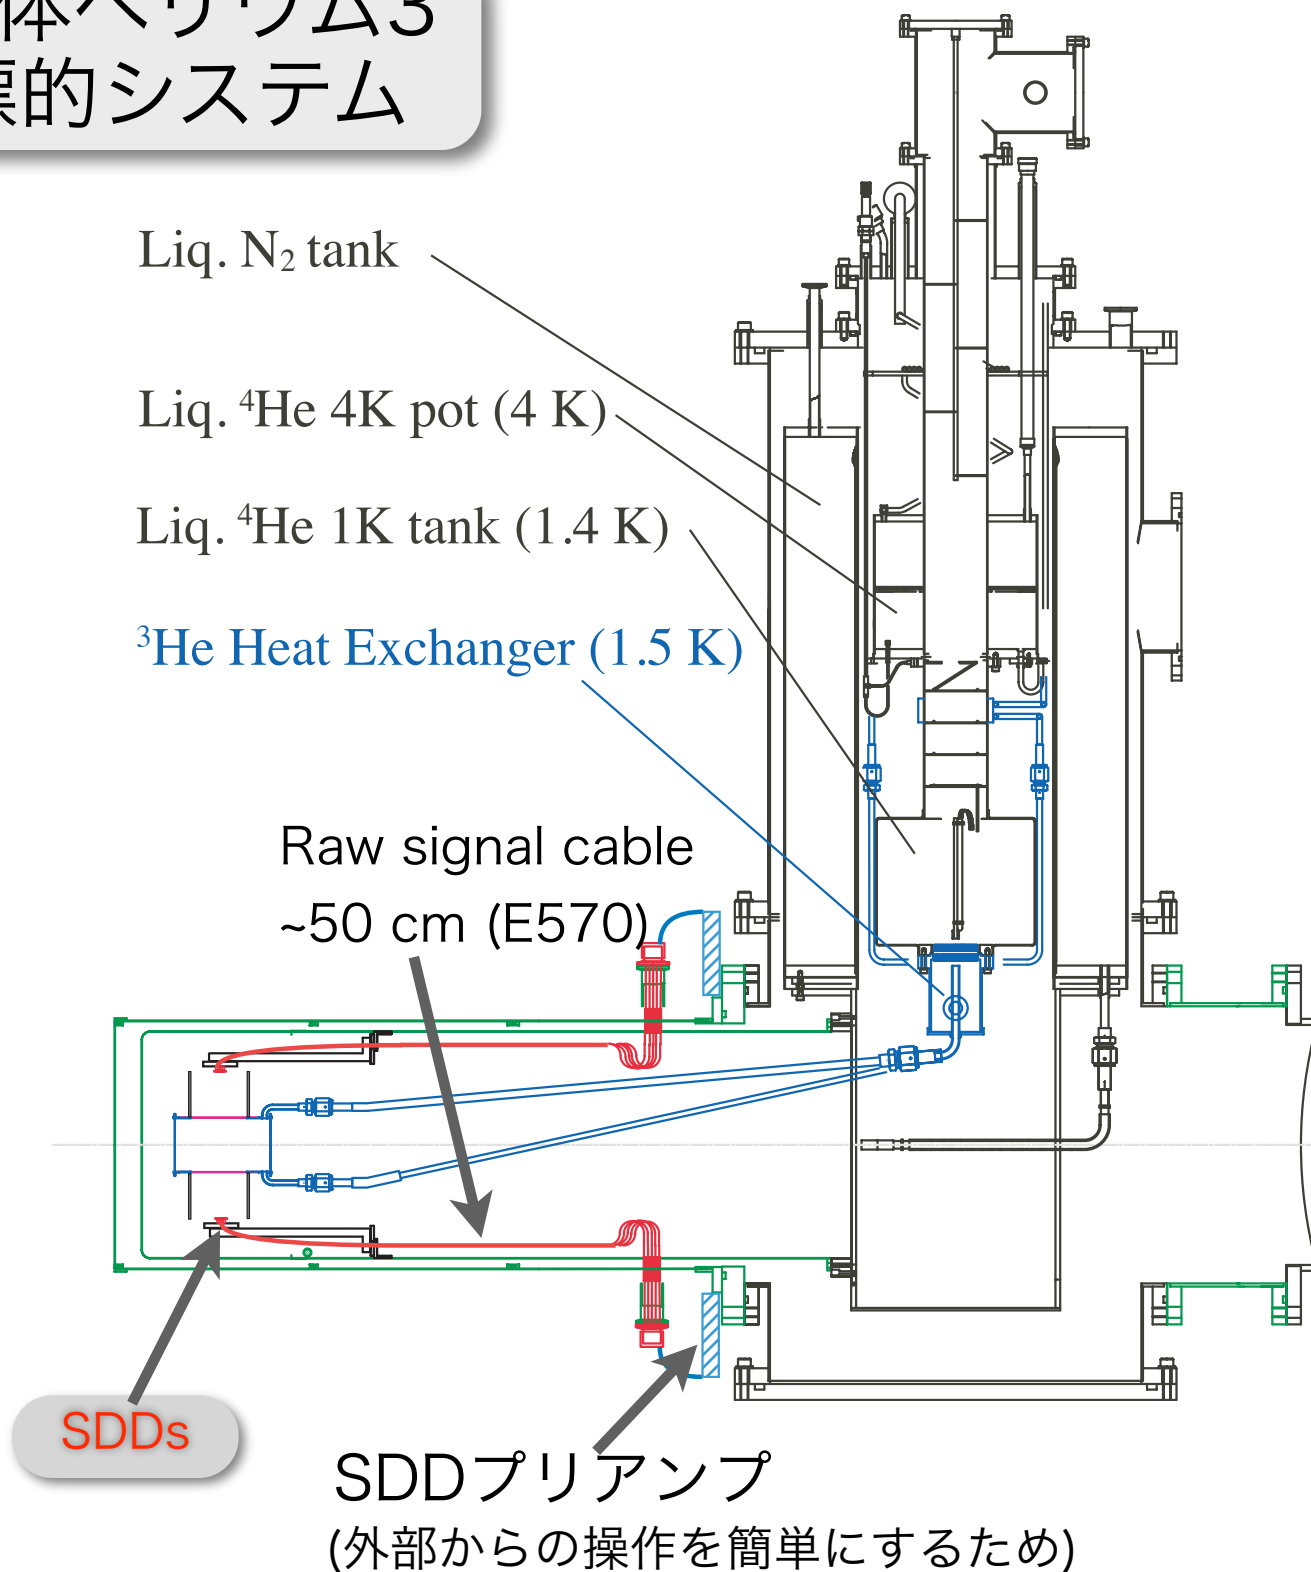 体ヘリウム3
的システム
Liq. N₂ tank
Liq. ⁴He 4K pot (4 K)
Liq. ⁴He 1K tank (1.4 K)
³He Heat Exchanger (1.5 K)
Raw signal cable
~50 cm (E570)
SDDs
SDDプリアンプ
(外部からの操作を簡単にするため)